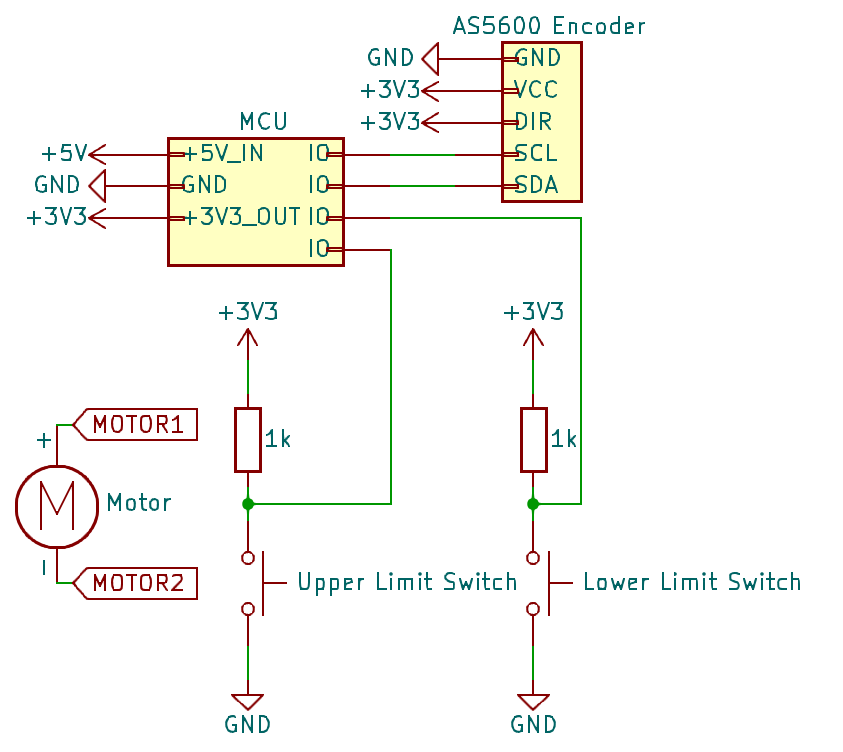 AS5600 Encoder
GND GND
+3V3 VCC
+3V3 DIR
SCL
SDA
MCU
+5V +5V_IN IO
GND GND IO
+3V3 +3V3_OUT IO
IO
+3V3
+3V3
1k
1k
MOTOR1
+
M
Motor
-
MOTOR2
Upper Limit Switch
Lower Limit Switch
GND
GND